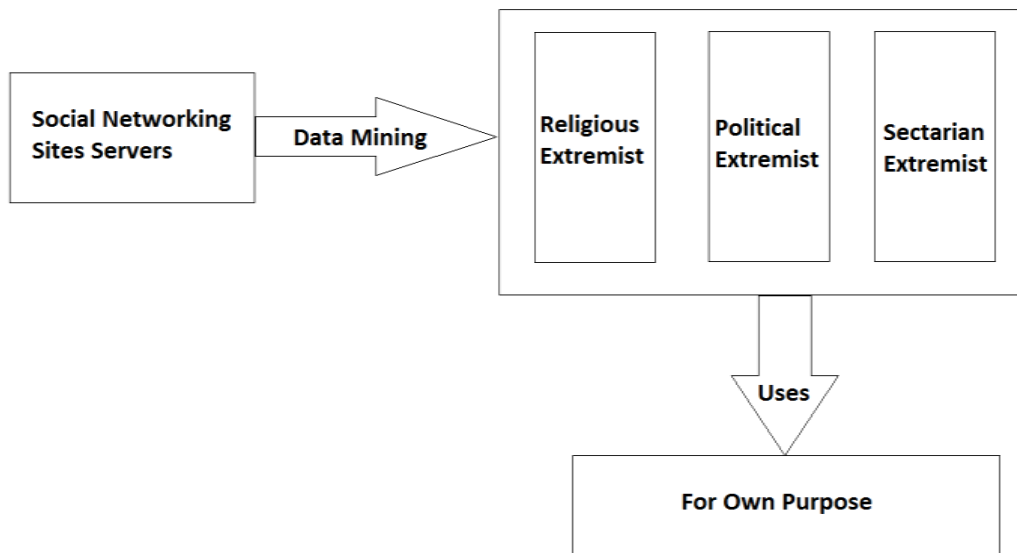 Social Networking
Sites Servers
Data Mining
Religious
Extremist
Political
Extremist
Sectarian
Extremist
Uses
For Own Purpose